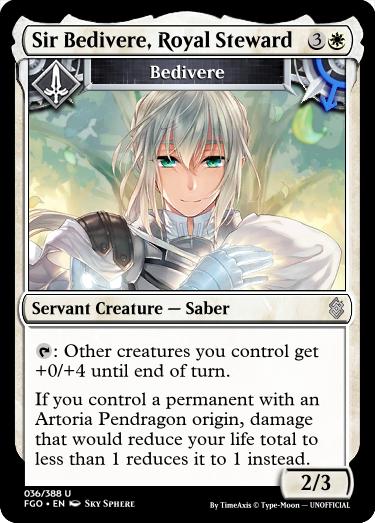 Sir Bedivere, Royal Steward 3
Bedivere
Servant Creature — Saber
: Other creatures you control get
+0/+4 until end of turn.
If you control a permanent with an
Artoria Pendragon origin, damage
that would reduce your life total to
less than 1 reduces it to 1 instead.
2/3
036/388 U
FGO • EN SKY SPHERE
By TimeAxis © Type-Moon — UNOFFICIAL